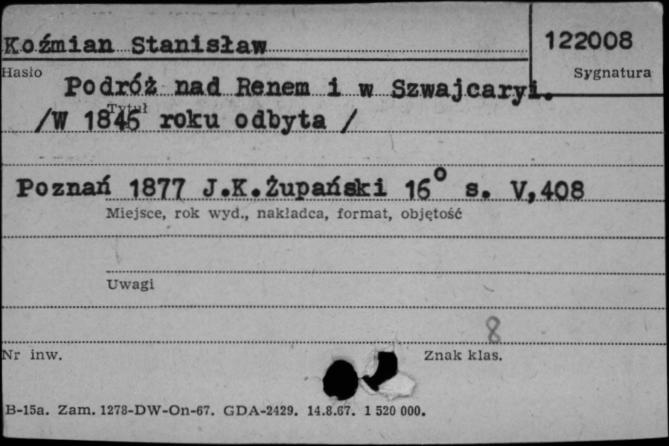 Koźmian Stanisław
122008
Hasło
Sygnatura
Podróż nad Renem i w Szwajcaryi.
Tytuł
/W 1846 roku odbyta /
Poznań 1877 J.K.Żupański 16° s. V,408
Miejsce, rok wyd., nakładca, format, objętość
Uwagi
8
Nr inw.
Znak klas.
B-15a. Zam. 1278-DW-On-67. GDA-2429. 14.8.67. 1 520 000.